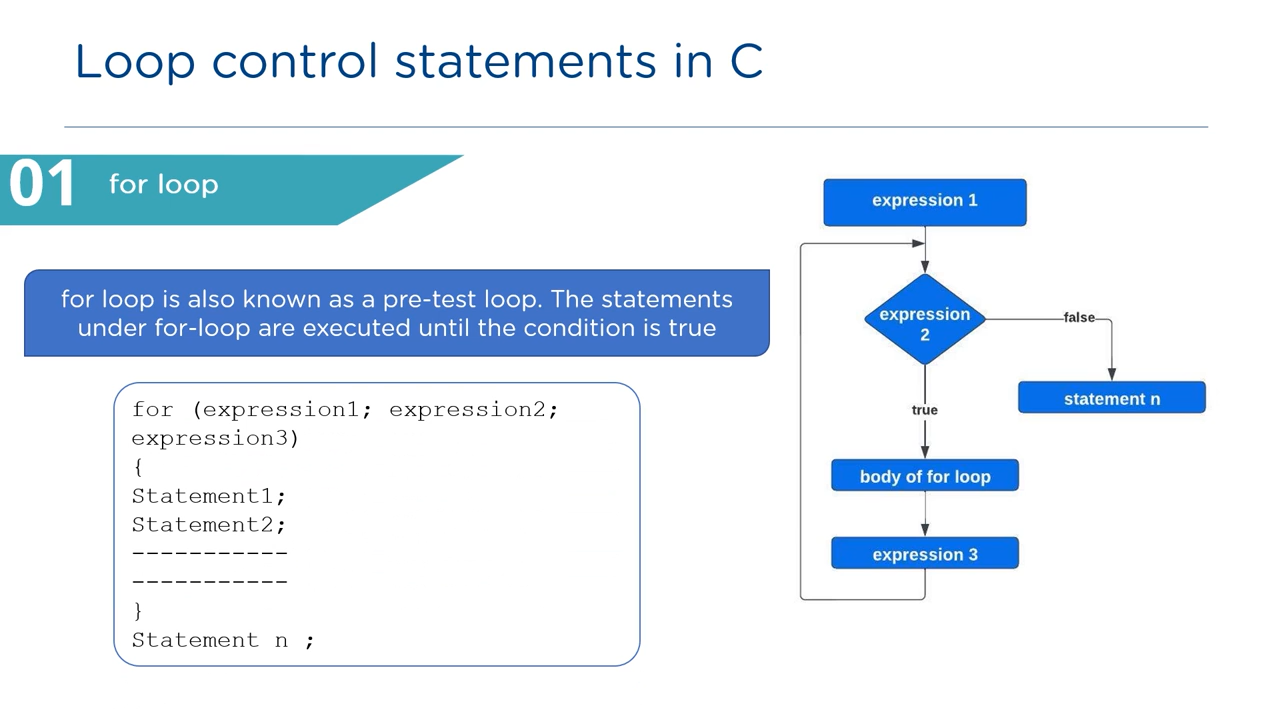 Loop control statements in C
01 for loop
for loop is also known as a pre-test loop. The statements
under for-loop are executed until the condition is true
for (expression1; expression2;
expression3)
{
Statement1;
Statement2;
-----------
-----------
}
Statement n ;
expression 1
expression
2
false
statement n
true
body of for loop
expression 3